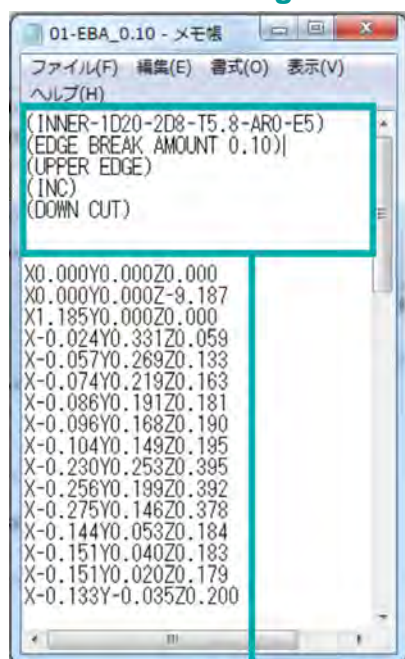 01-EBA_0.10 - メモ帳
ファイル(F) 編集(E) 書式(O) 表示(V)
ヘルプ(H)
(INNER-1D20-2D8-T5.8-AR0-E5)
(EDGE BREAK AMOUNT 0.10)
(UPPER EDGE)
(INC)
(DOWN CUT)
X0.000Y0.000Z0.000
X0.000Y0.000Z-9.187
X1.185Y0.000Z0.000
X-0.024Y0.331Z0.059
X-0.057Y0.269Z0.133
X-0.074Y0.219Z0.163
X-0.086Y0.191Z0.181
X-0.096Y0.168Z0.190
X-0.104Y0.149Z0.195
X-0.230Y0.253Z0.395
X-0.256Y0.199Z0.392
X-0.275Y0.146Z0.378
X-0.144Y0.053Z0.184
X-0.151Y0.040Z0.183
X-0.151Y0.020Z0.179
X-0.133Y-0.035Z0.200